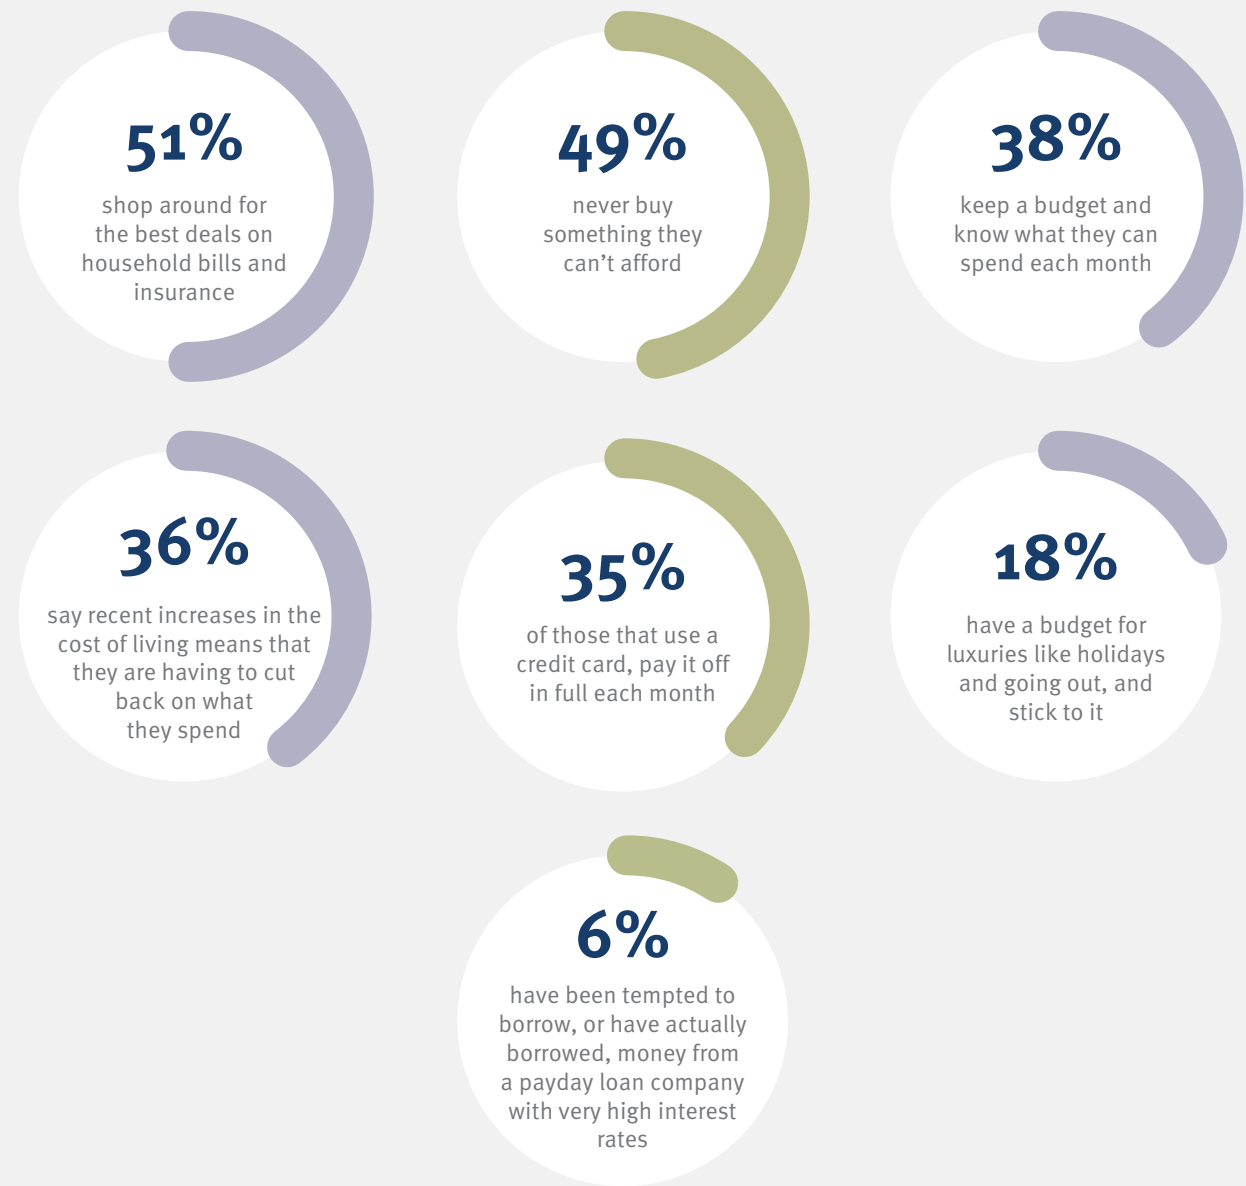 51%
shop around for
the best deals on
household bills and
insurance
49%
never buy
something they
can’t afford
38%
keep a budget and
know what they can
spend each month
36%
say recent increases in the
cost of living means that
they are having to cut
back on what
they spend
35%
of those that use a
credit card, pay it off
in full each month
18%
have a budget for
luxuries like holidays
and going out, and
stick to it
6%
have been tempted to
borrow, or have actually
borrowed, money from
a payday loan company
with very high interest
rates